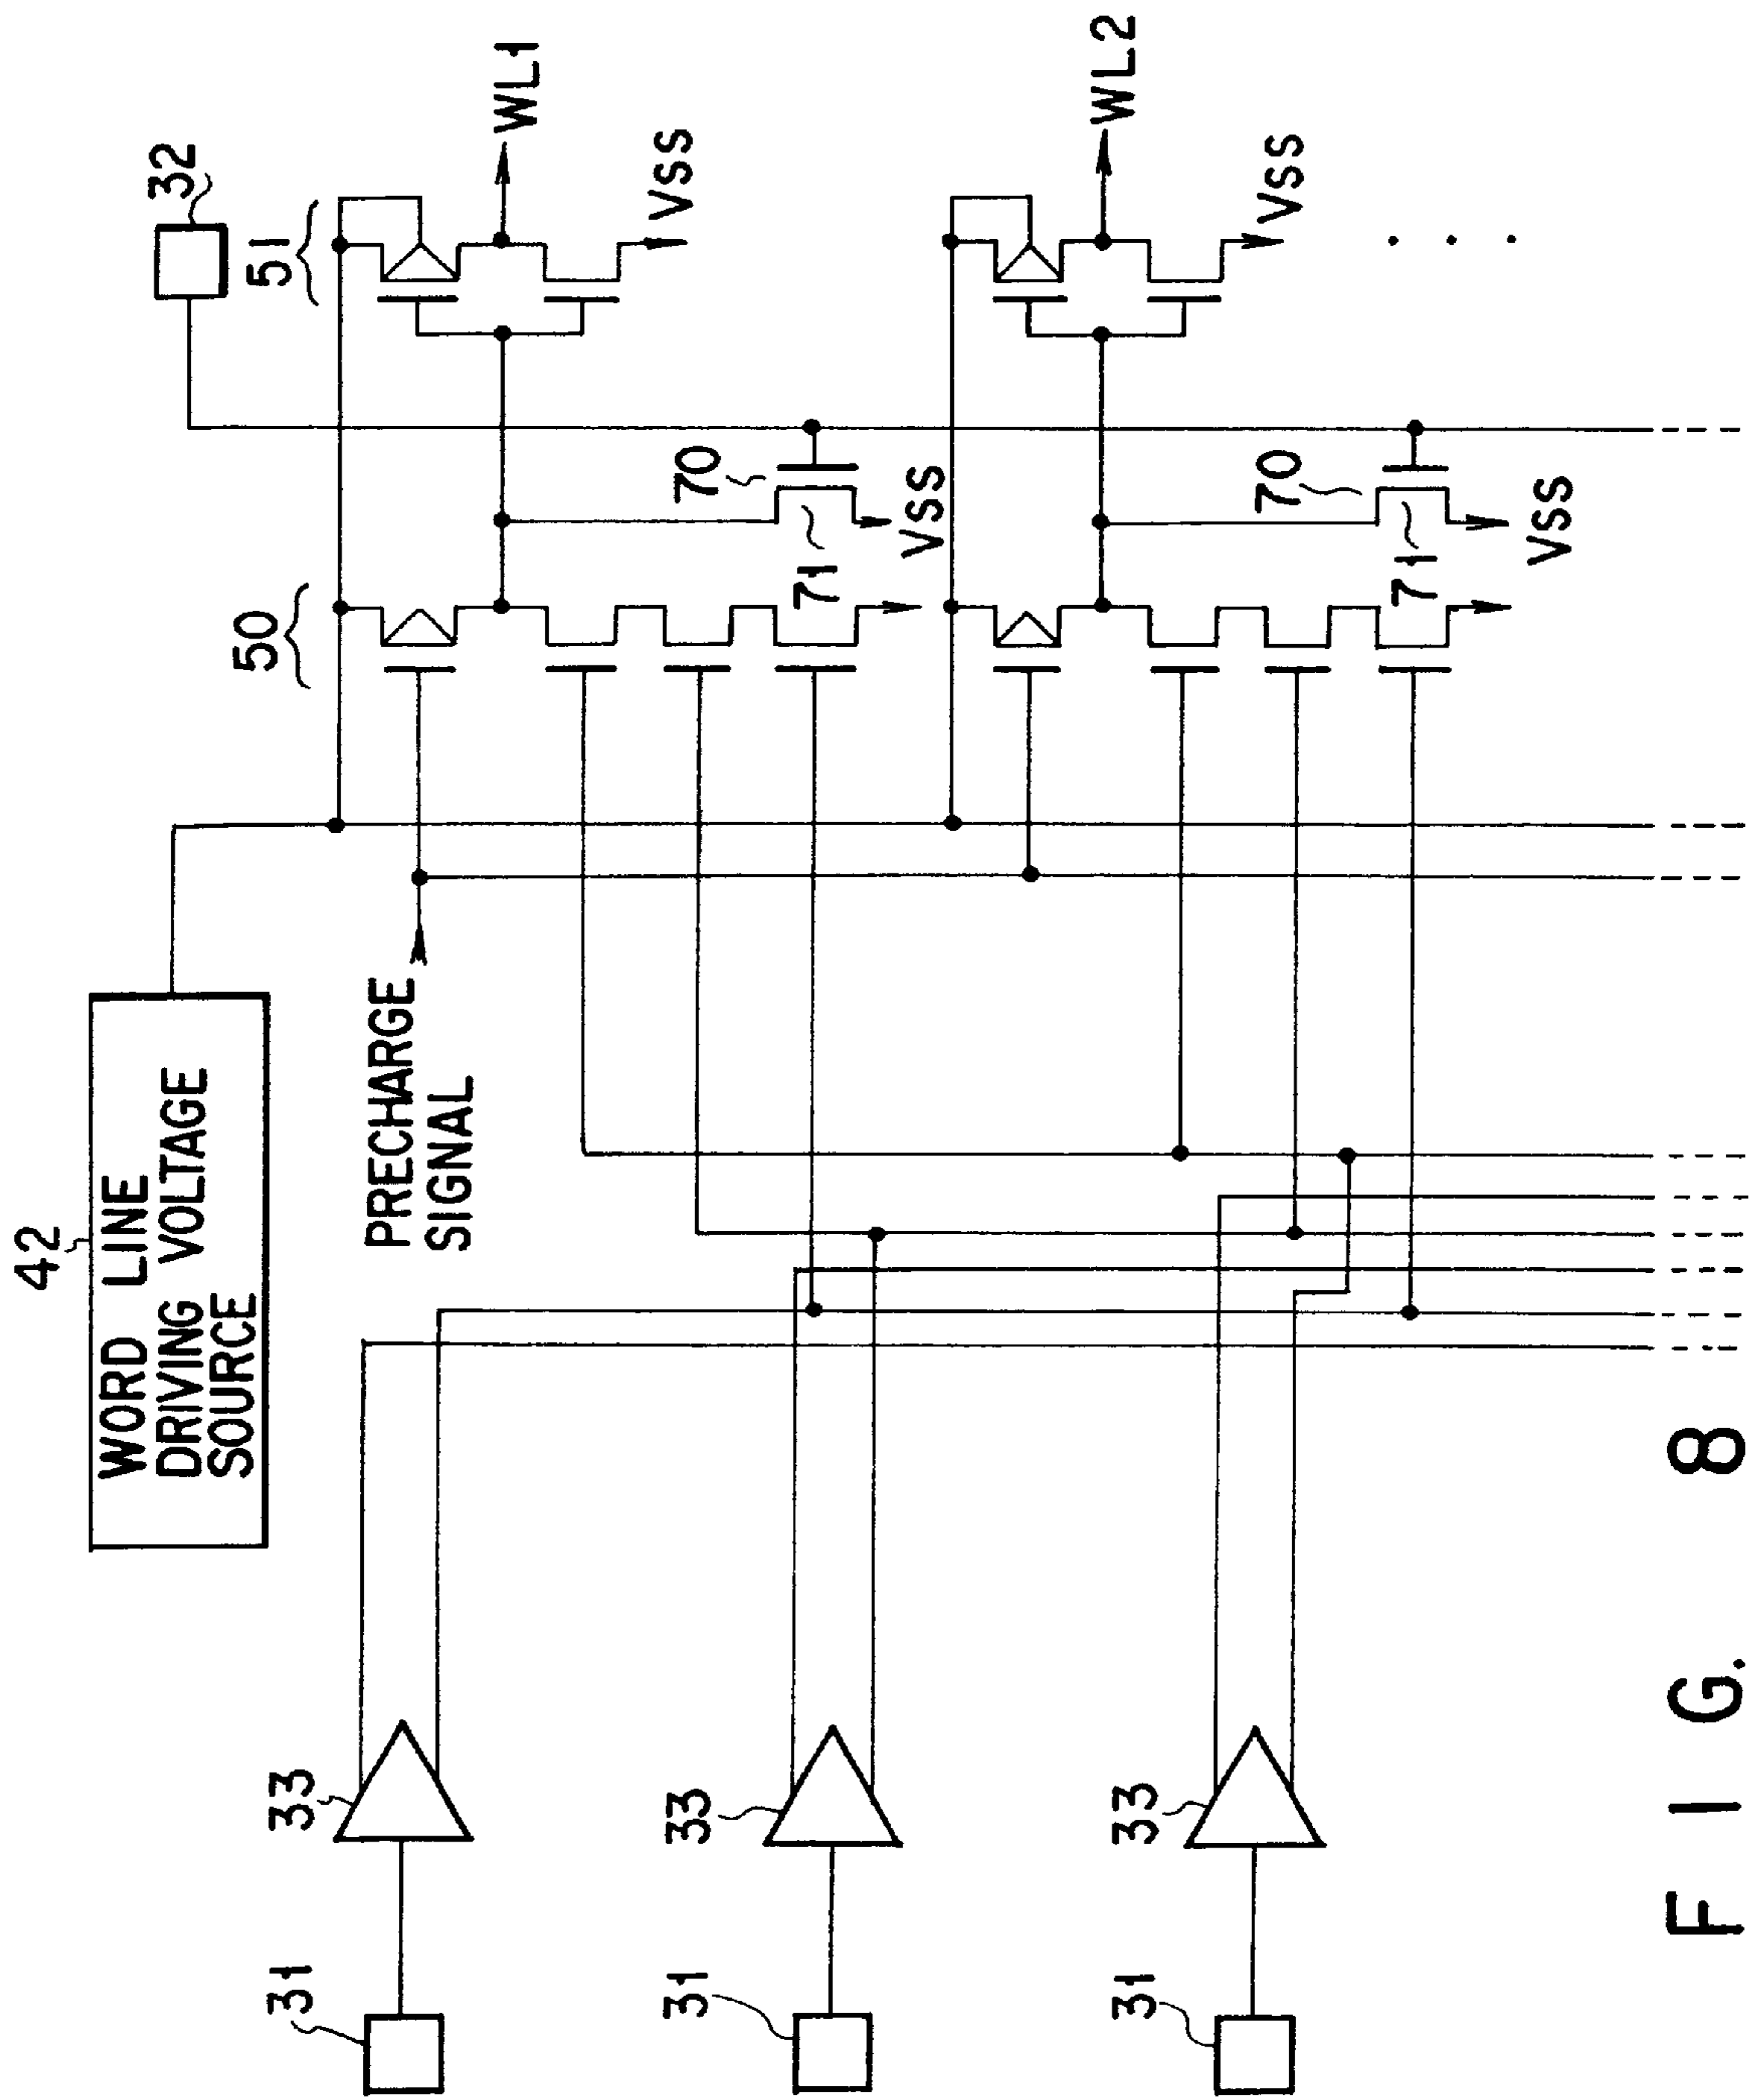 42
WORD LINE
DRIVING VOLTAGE
SOURCE
32
51
50
WL1
VSS
PRECHARGE
SIGNAL
70
71
VSS
WL2
VSS
70
71
VSS
33
31
33
31
33
31
FIG. 8